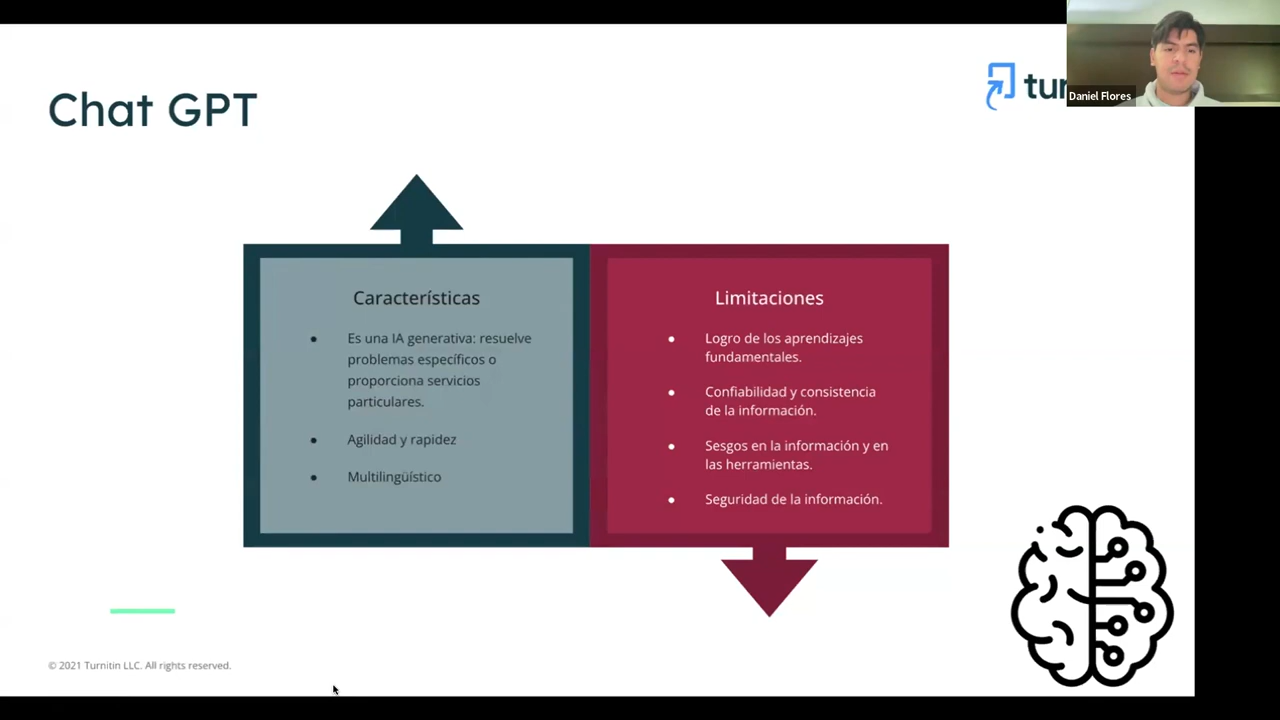 Chat GPT
Daniel Flores
Características
Es una IA generativa: resuelve
problemas específicos o
proporciona servicios
particulares.
Agilidad y rapidez
Multilingüístico
Limitaciones
Logro de los aprendizajes
fundamentales.
Confiabilidad y consistencia
de la información.
Sesgos en la información y en
las herramientas.
Seguridad de la información.
© 2021 Turnitin LLC. All rights reserved.